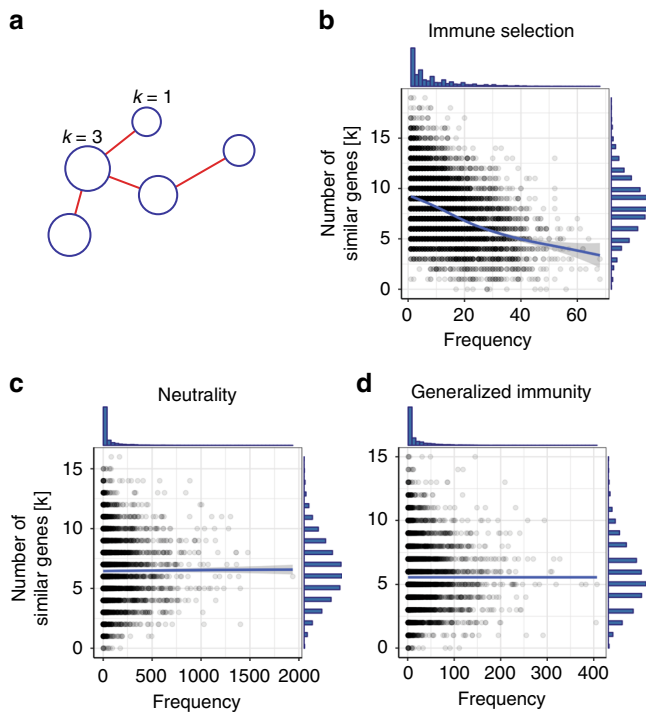 a
k = 1
k = 3
b
Immune selection
Number of
similar genes [k]
15
10
5
0
0 20 40 60
Frequency
c
Neutrality
Number of
similar genes [k]
15
10
5
0
0 500 1000 1500 2000
Frequency
d
Generalized immunity
15
10
5
0
0 100 200 300 400
Frequency